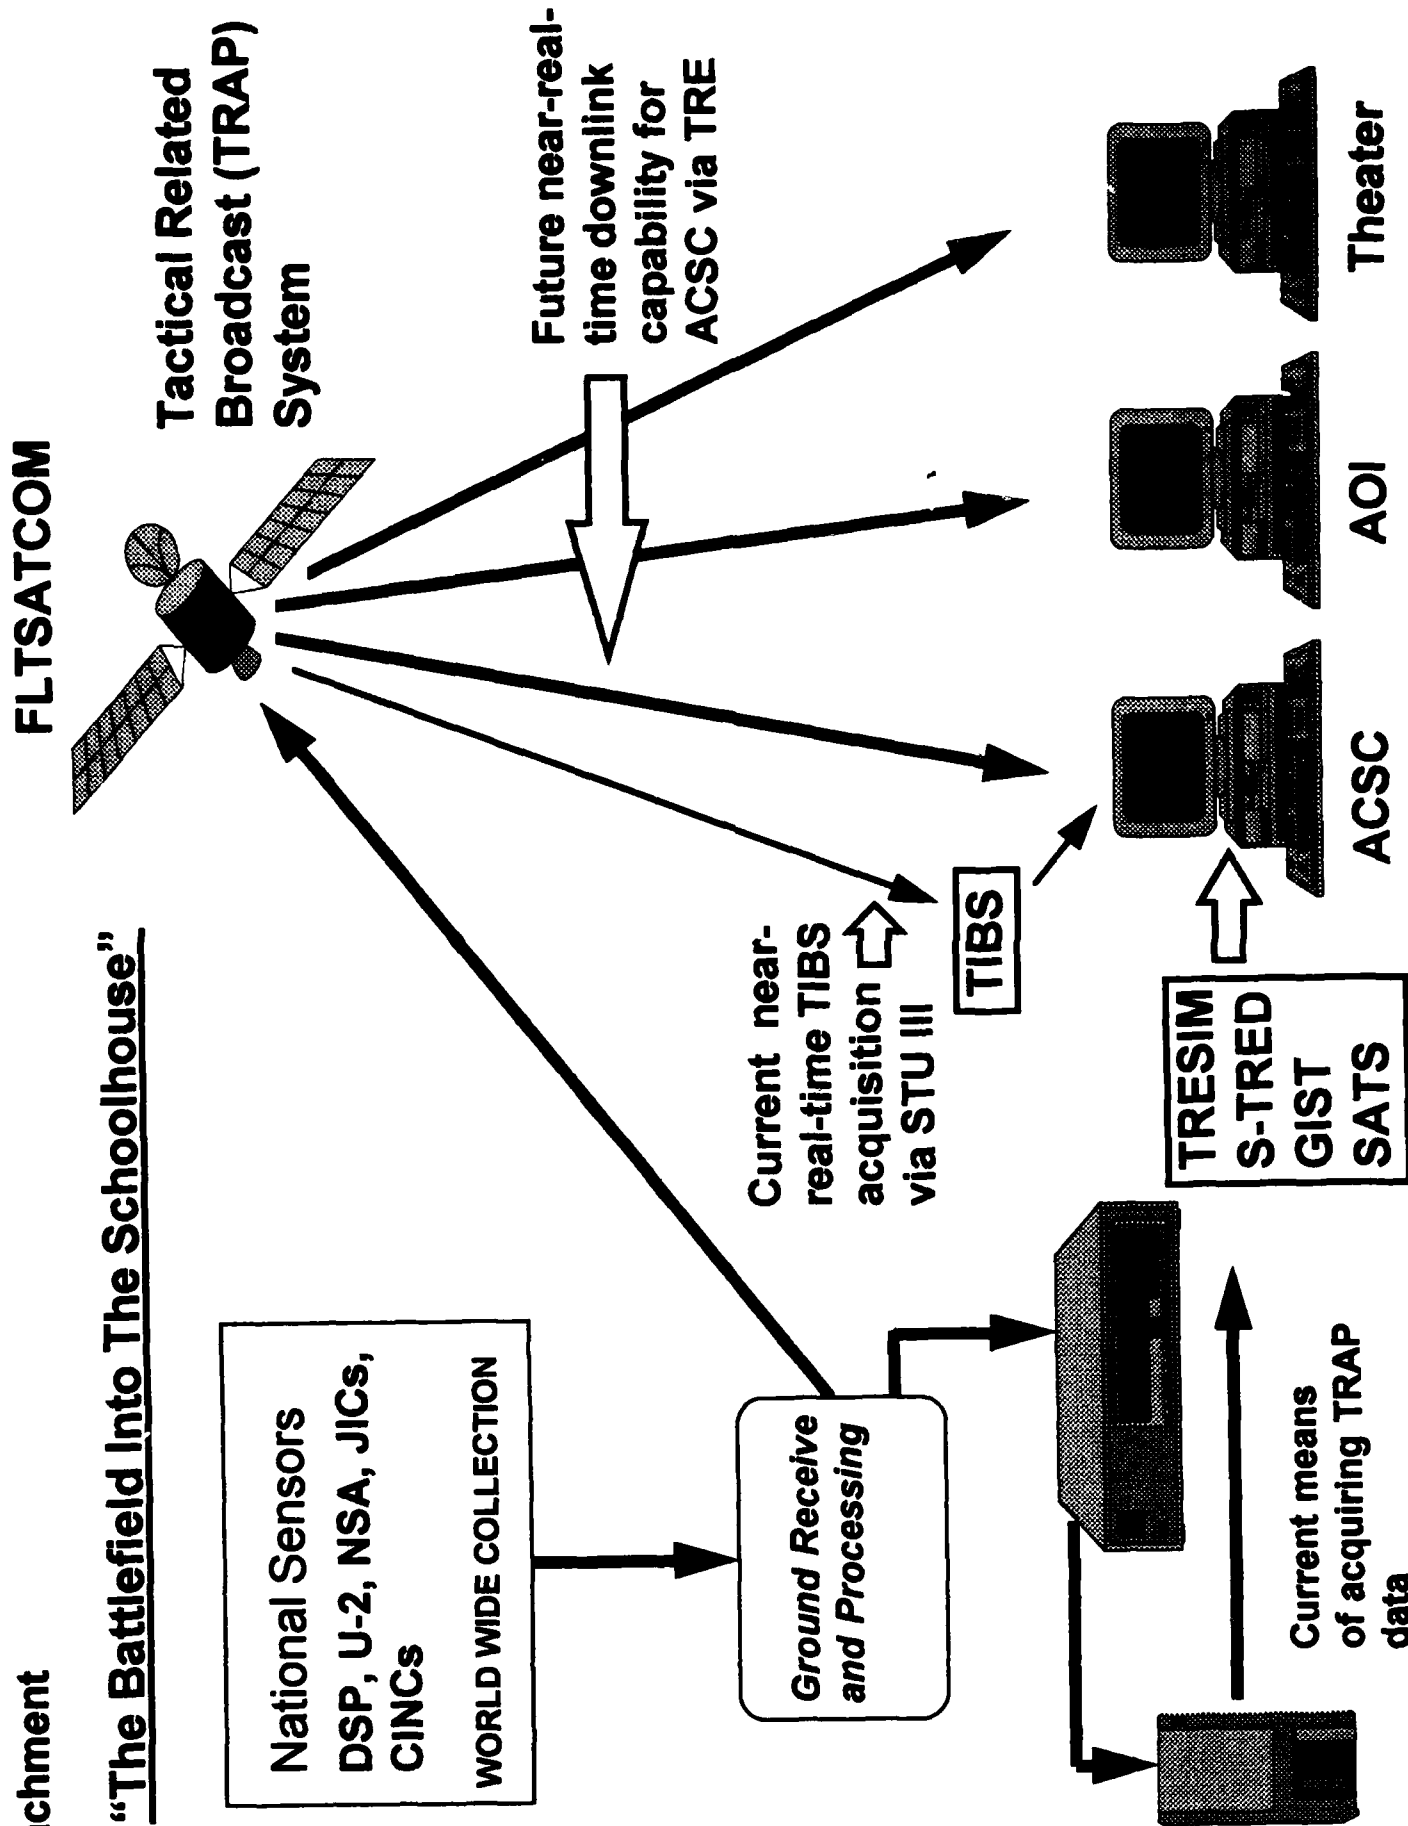 chment
"The Battlefield Into The Schoolhouse"
FLTSATCOM
Tactical Related
Broadcast (TRAP)
System
National Sensors
DSP, U-2, NSA, JICs,
CINCs
WORLD WIDE COLLECTION
Future near-real-
time downlink
capability for
ACSC via TRE
Ground Receive
and Processing
Current near-
real-time TIBS
acquisition
via STU III
TIBS
TRESIM
S-TRED
GIST
SATS
Current means
of acquiring TRAP
data
ACSC
AOI
Theater